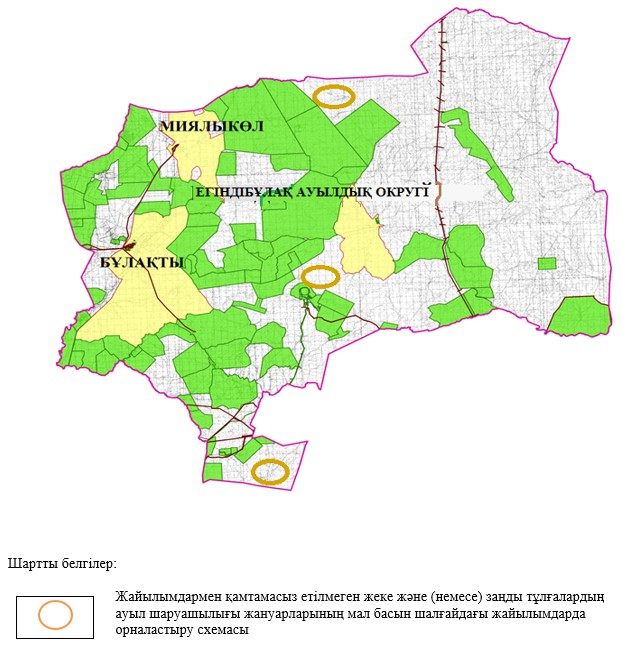 МИЯЛЫКӨЛ
ЕГІНДІБҰЛАҚ АУЫЛДЫҚ ОКРУГЇ
БҰЛАҚТЫ
Шартты белгілер:
Жайылымдармен қамтамасыз етілмеген жеке және (немесе) заңды тұлғалардың
ауыл шаруашылығы жануарларының мал басын шалғайдағы жайылымдарда
орналастыру схемасы